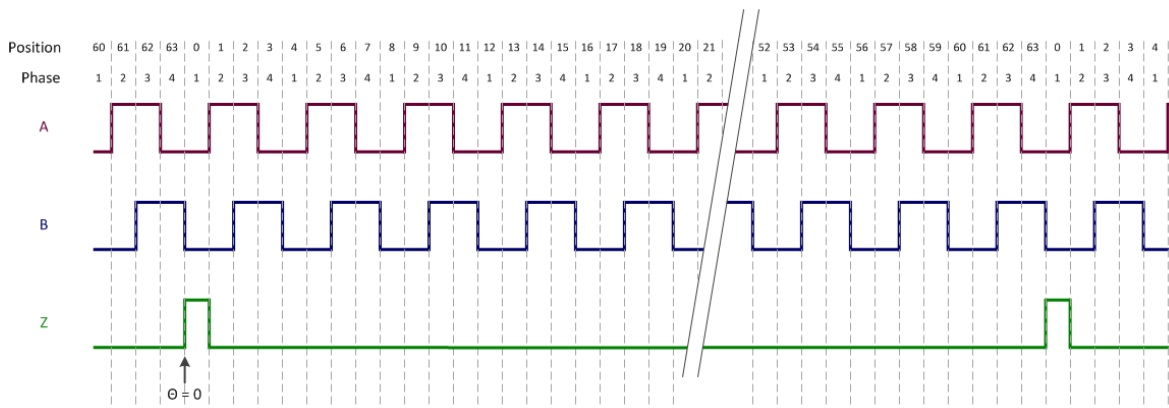 Position 60 61 62 63 0 1 2 3 4 5 6 7 8 9 10 11 12 13 14 15 16 17 18 19 20 21 52 53 54 55 56 57 58 59 60 61 62 63 0 1 2 3 4
Phase 1 2 3 4 1 2 3 4 1 2 3 4 1 2 3 4 1 2 3 4 1 2 3 4 1 2 1 2 3 4 1 2 3 4 1 2 3 4 1 2 3 4 1
A
B
Z
Θ = 0